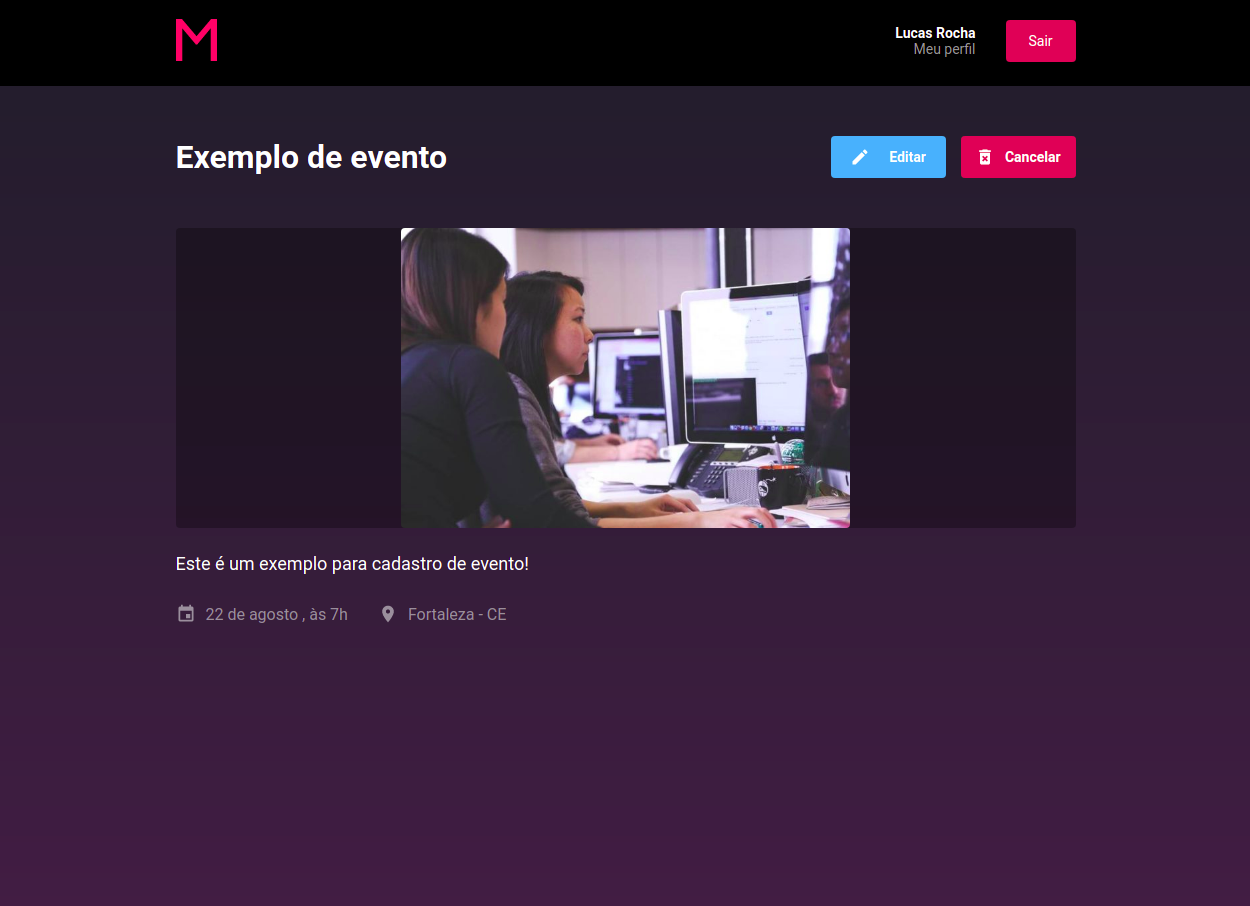 M
Lucas Rocha
Meu perfil
Sair
Exemplo de evento
Editar
Cancelar
Este é um exemplo para cadastro de evento!
22 de agosto , às 7h
Fortaleza - CE